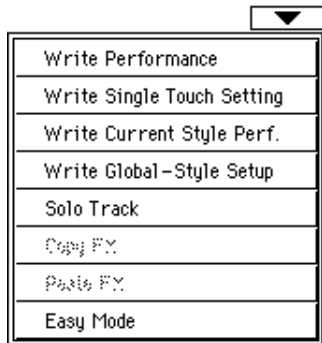 Write Performance
Write Single Touch Setting
Write Current Style Perf.
Write Global-Style Setup
Solo Track
Copy FX
Paste FX
Easy Mode